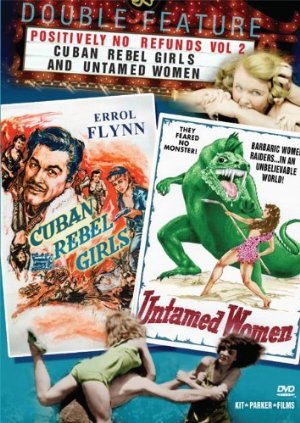 DOUBLE FEATURE
POSITIVELY NO REFUNDS VOL 2
CUBAN REBEL GIRLS
AND UNTAMED WOMEN
ERROL
FLYNN
CUBAN
REBEL
GIRLS
THEY
FEARED
NO
MONSTER!
BARBARIC WOMEN
RAIDERS...IN AN
UNBELIEVABLE
WORLD!
Untamed Women
DVD
KIT•PARKER•FILMS